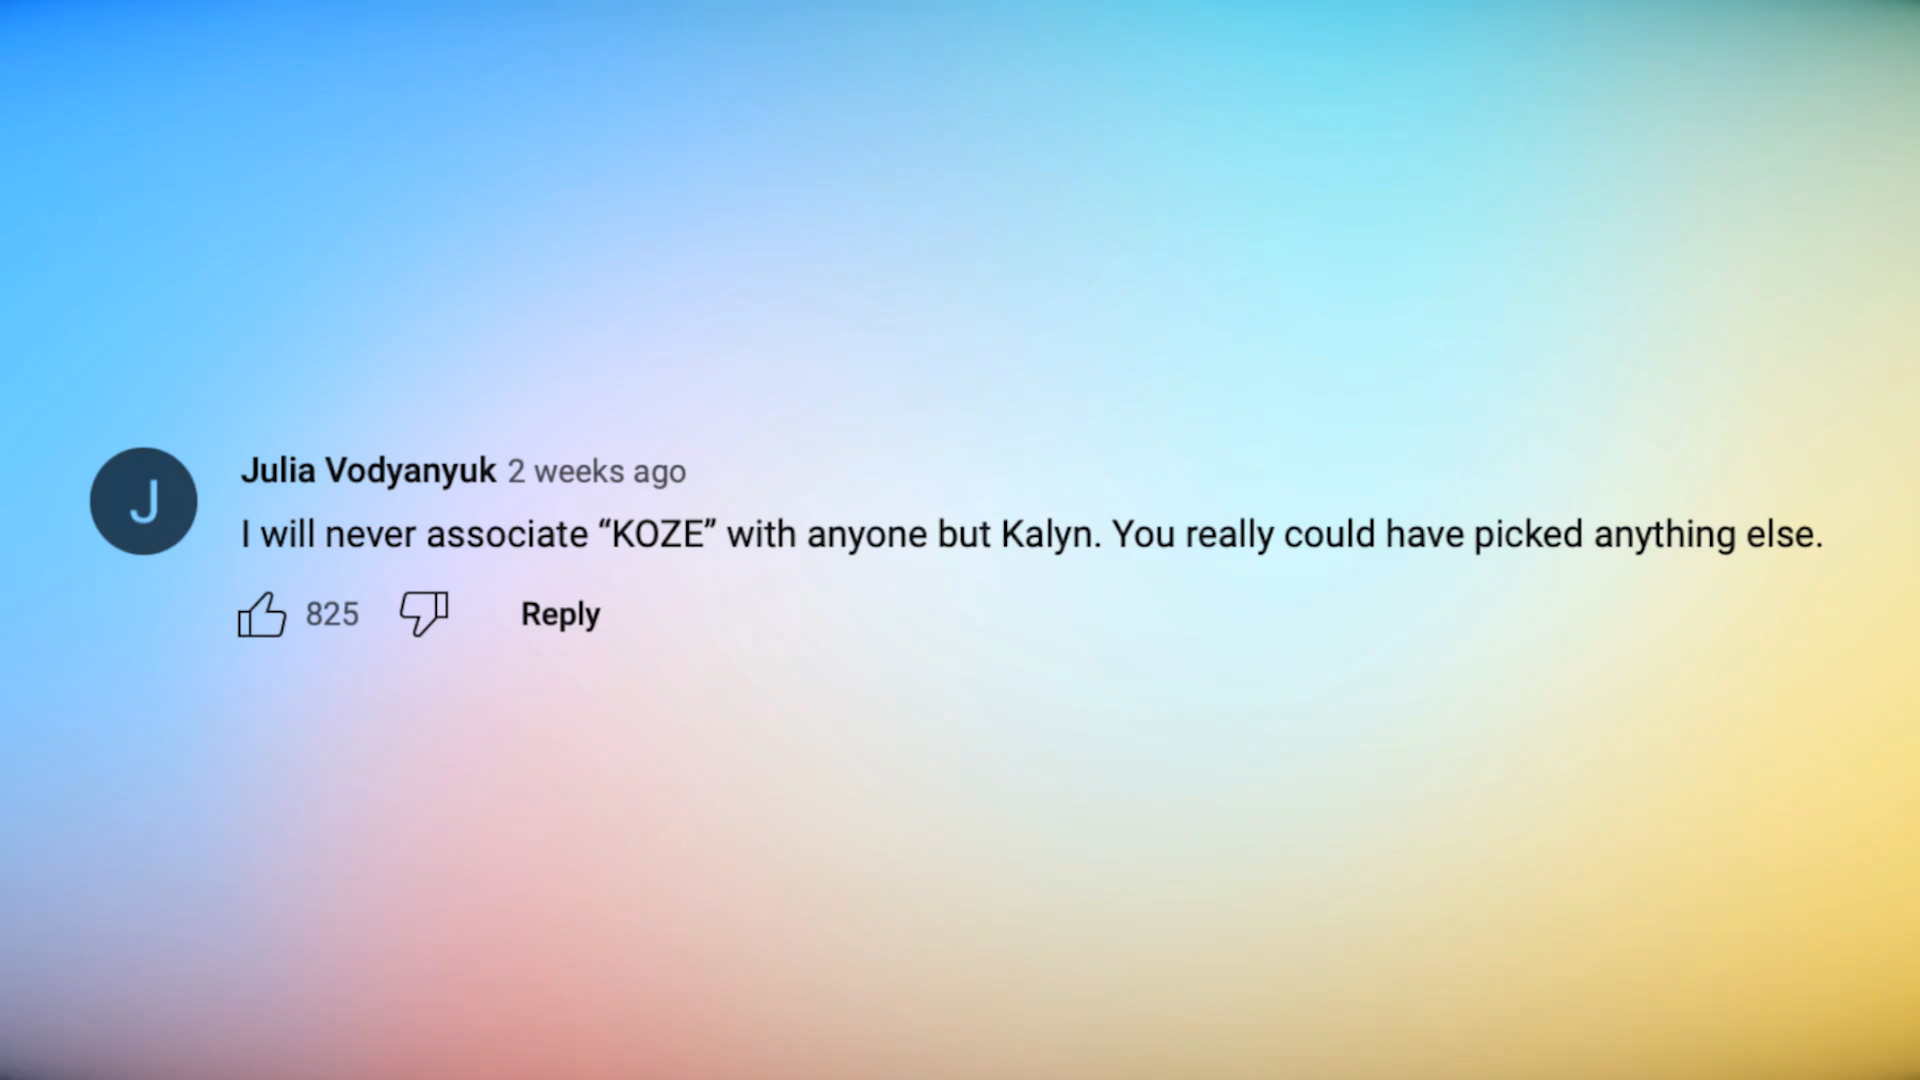 J
Julia Vodyanyuk 2 weeks ago
I will never associate “KOZE” with anyone but Kalyn. You really could have picked anything else.
825 Reply